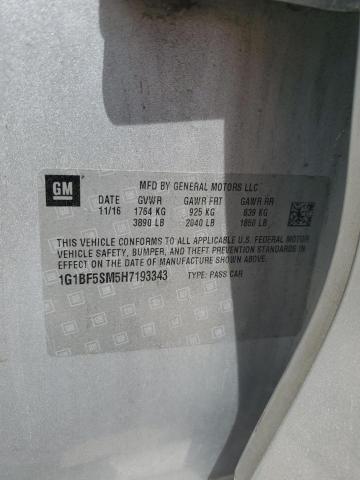 GM
MFD BY GENERAL MOTORS LLC
DATE GVWR GAWR FRT GAWR RR
11/16 1764 KG 925 KG 839 KG
3890 LB 2040 LB 1850 LB
THIS VEHICLE CONFORMS TO ALL APPLICABLE U.S. FEDERAL MOTOR
VEHICLE SAFETY, BUMPER, AND THEFT PREVENTION STANDARDS
IN EFFECT ON THE DATE OF MANUFACTURE SHOWN ABOVE.
1G1BF5SM5H7193343 TYPE: PASS CAR